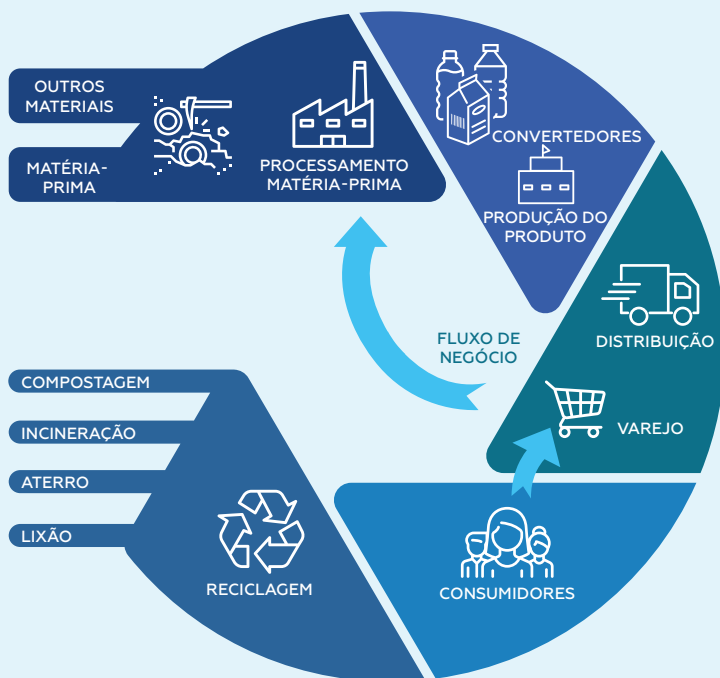 OUTROS
MATERIAIS
MATÉRIA-
PRIMA
PROCESSAMENTO
MATÉRIA-PRIMA
CONVERTEDORES
PRODUÇÃO DO
PRODUTO
DISTRIBUIÇÃO
VAREJO
FLUXO DE
NEGÓCIO
CONSUMIDORES
RECICLAGEM
COMPOSTAGEM
INCINERAÇÃO
ATERRO
LIXÃO